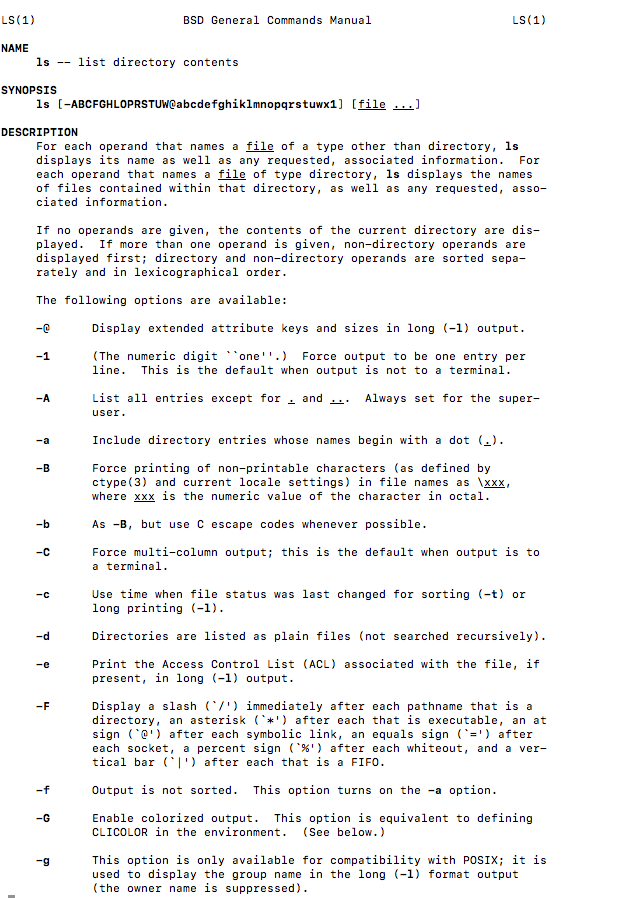 LS(1)                     BSD General Commands Manual                    LS(1)
NAME
ls -- list directory contents
SYNOPSIS
ls [-ABCFGHLOPRSTUW@abcdefghiklmnopqrstuwx1] [file ...]
DESCRIPTION
For each operand that names a file of a type other than directory, ls
displays its name as well as any requested, associated information.  For
each operand that names a file of type directory, ls displays the names
of files contained within that directory, as well as any requested, asso-
ciated information.
If no operands are given, the contents of the current directory are dis-
played.  If more than one operand is given, non-directory operands are
displayed first; directory and non-directory operands are sorted sepa-
rately and in lexicographical order.
The following options are available:
-@      Display extended attribute keys and sizes in long (-l) output.
-1      (The numeric digit ``one''.)  Force output to be one entry per
line.  This is the default when output is not to a terminal.
-A      List all entries except for . and ...  Always set for the super-
user.
-a      Include directory entries whose names begin with a dot (.).
-B      Force printing of non-printable characters (as defined by
ctype(3) and current locale settings) in file names as \xxx,
where xxx is the numeric value of the character in octal.
-b      As -B, but use C escape codes whenever possible.
-C      Force multi-column output; this is the default when output is to
a terminal.
-c      Use time when file status was last changed for sorting (-t) or
long printing (-l).
-d      Directories are listed as plain files (not searched recursively).
-e      Print the Access Control List (ACL) associated with the file, if
present, in long (-l) output.
-F      Display a slash (`/') immediately after each pathname that is a
directory, an asterisk (`*') after each that is executable, an at
sign (`@') after each symbolic link, an equals sign (`=') after
each socket, a percent sign (`%') after each whiteout, and a ver-
tical bar (`|') after each that is a FIFO.
-f      Output is not sorted.  This option turns on the -a option.
-G      Enable colorized output.  This option is equivalent to defining
CLICOLOR in the environment.  (See below.)
-g      This option is only available for compatibility with POSIX; it is
used to display the group name in the long (-l) format output
(the owner name is suppressed).